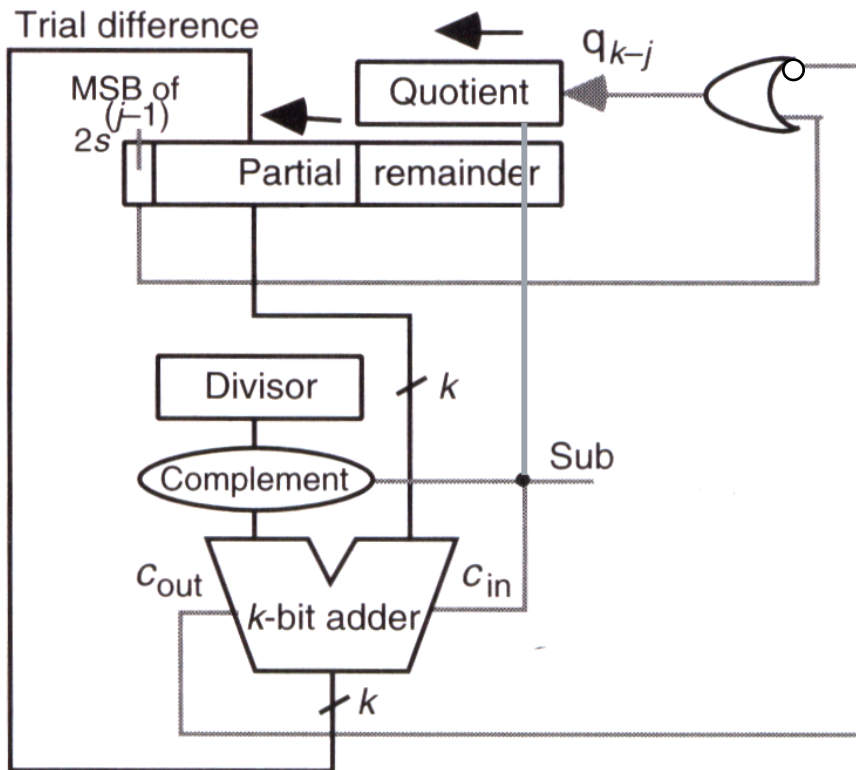 Trial difference
q k–j
MSB of
(j–1)
2s
Quotient
Partial remainder
Divisor
k
Complement
Sub
c out
c in
k-bit adder
k